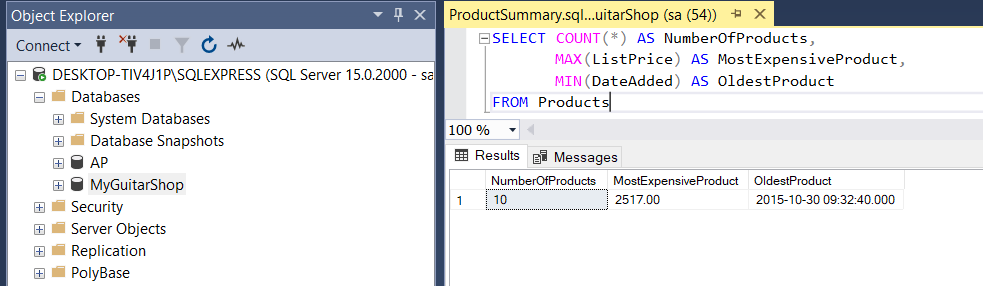 Object Explorer
Connect
DESKTOP-TIV4J1P\SQLEXPRESS (SQL Server 15.0.2000 - sa
Databases
System Databases
Database Snapshots
AP
MyGuitarShop
Security
Server Objects
Replication
PolyBase
ProductSummary.sql...uitarShop (sa (54))
SELECT COUNT(*) AS NumberOfProducts,
MAX(ListPrice) AS MostExpensiveProduct,
MIN(DateAdded) AS OldestProduct
FROM Products
100 %
Results Messages
NumberOfProducts MostExpensiveProduct OldestProduct
1 10 2517.00 2015-10-30 09:32:40.000